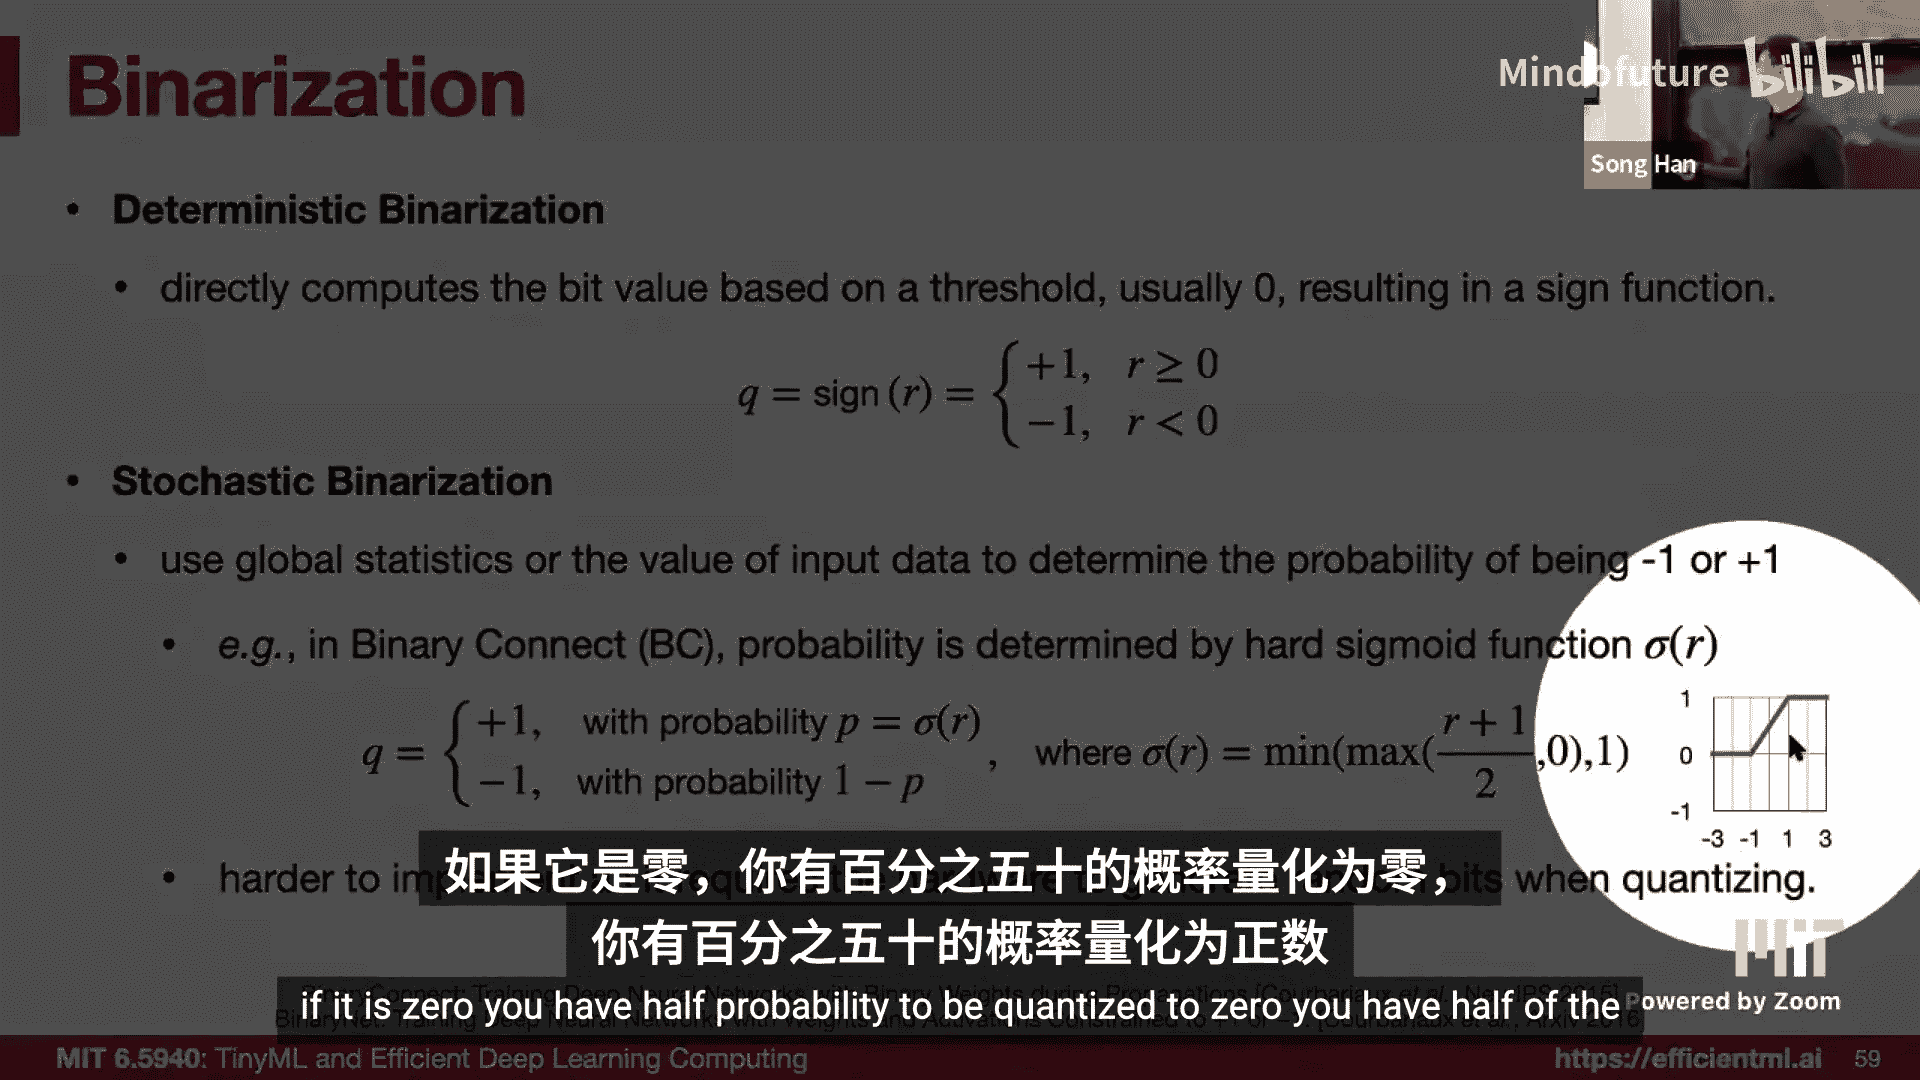 Binarization
Mindofuture bilibili
Song Han
• Deterministic Binarization
• directly computes the bit value based on a threshold, usually 0, resulting in a sign function.
q = sign (r) = { +1, r ≥ 0
−1, r < 0
• Stochastic Binarization
• use global statistics or the value of input data to determine the probability of being -1 or +1
• e.g., in Binary Connect (BC), probability is determined by hard sigmoid function σ(r)
q = { +1, with probability p = σ(r)
−1, with probability 1 − p
, where σ(r) = min(max((r + 1)/2,0),1)
1
0
-1
-3 -1 1 3
• harder to when quantizing.
如果它是零，你有百分之五十的概率量化为零，
你有百分之五十的概率量化为正数
if it is zero you have half probability to be quantized to zero you have half of the
MIT
Powered by Zoom
MIT 6.5940: TinyML and Efficient Deep Learning Computing
https://efficientml.ai 59